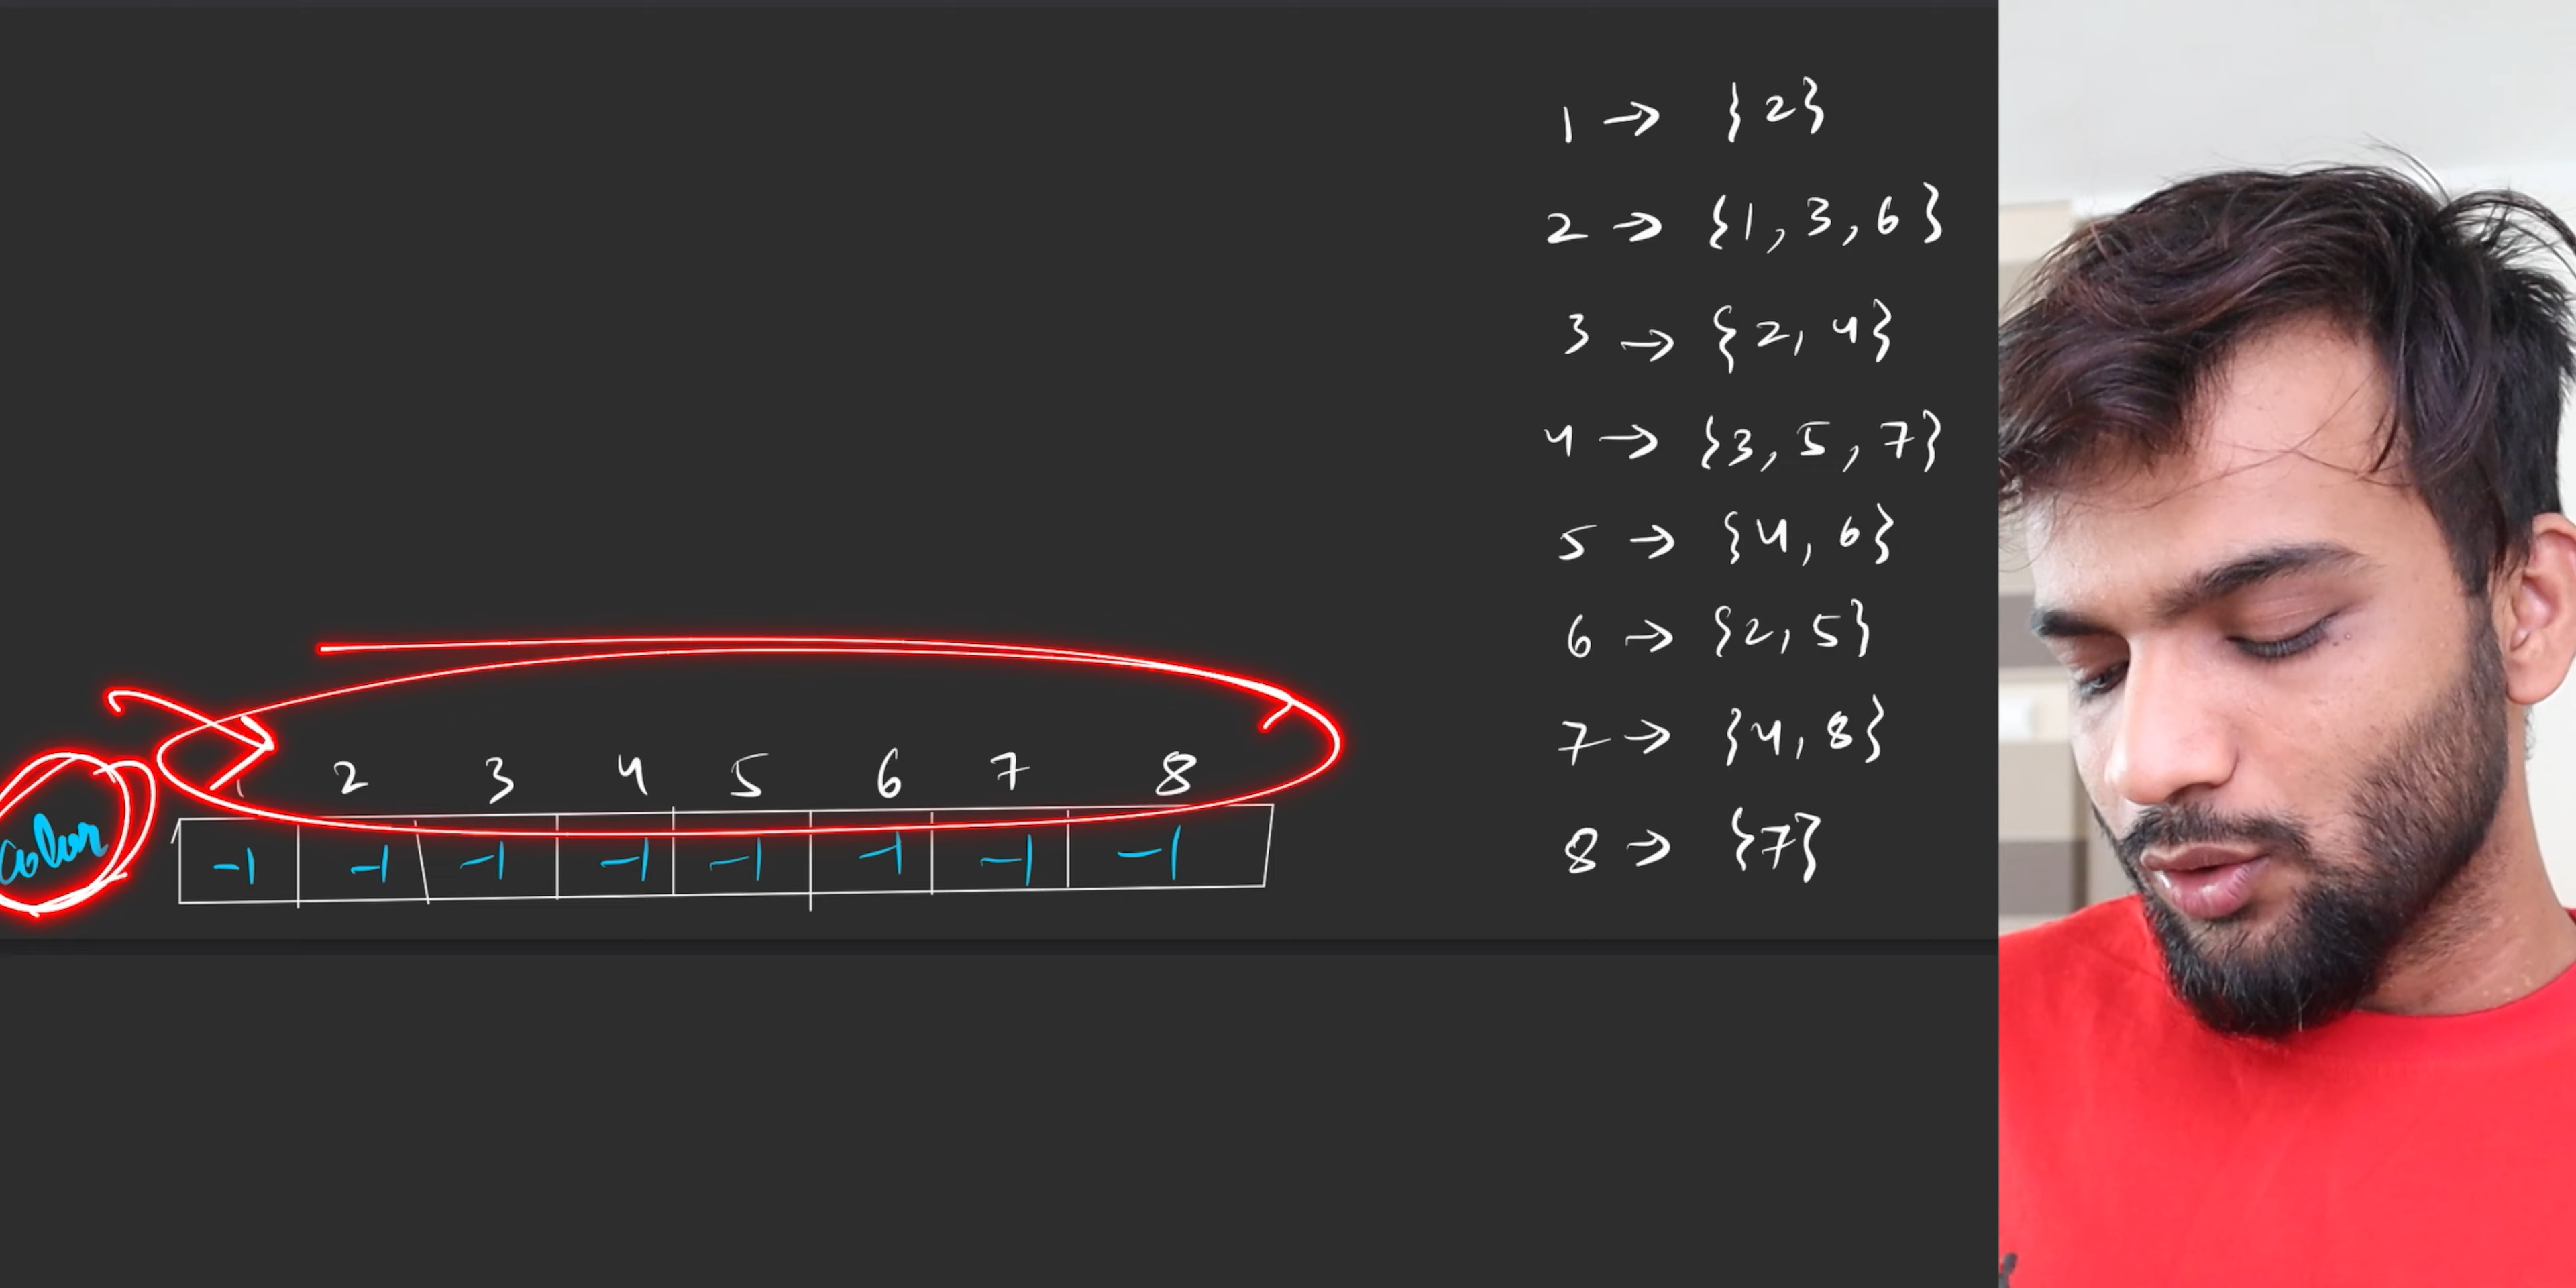 1 → {2}
2 → {1, 3, 6}
3 → {2, 4}
4 → {3, 5, 7}
5 → {4, 6}
6 → {2, 5}
7 → {4, 8}
8 → {7}
1 2 3 4 5 6 7 8
color -1 -1 -1 -1 -1 -1 -1 -1